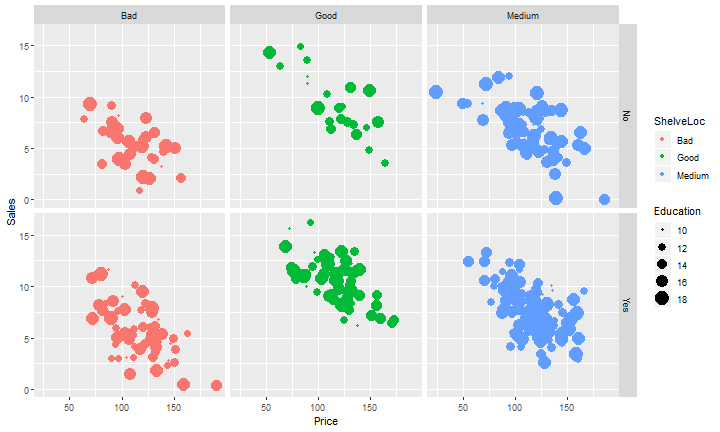 Bad Good Medium
15
10
5
0
No
Sales
15
10
5
0
Yes
50 100 150 50 100 150 50 100 150
Price
ShelveLoc
Bad
Good
Medium
Education
10
12
14
16
18